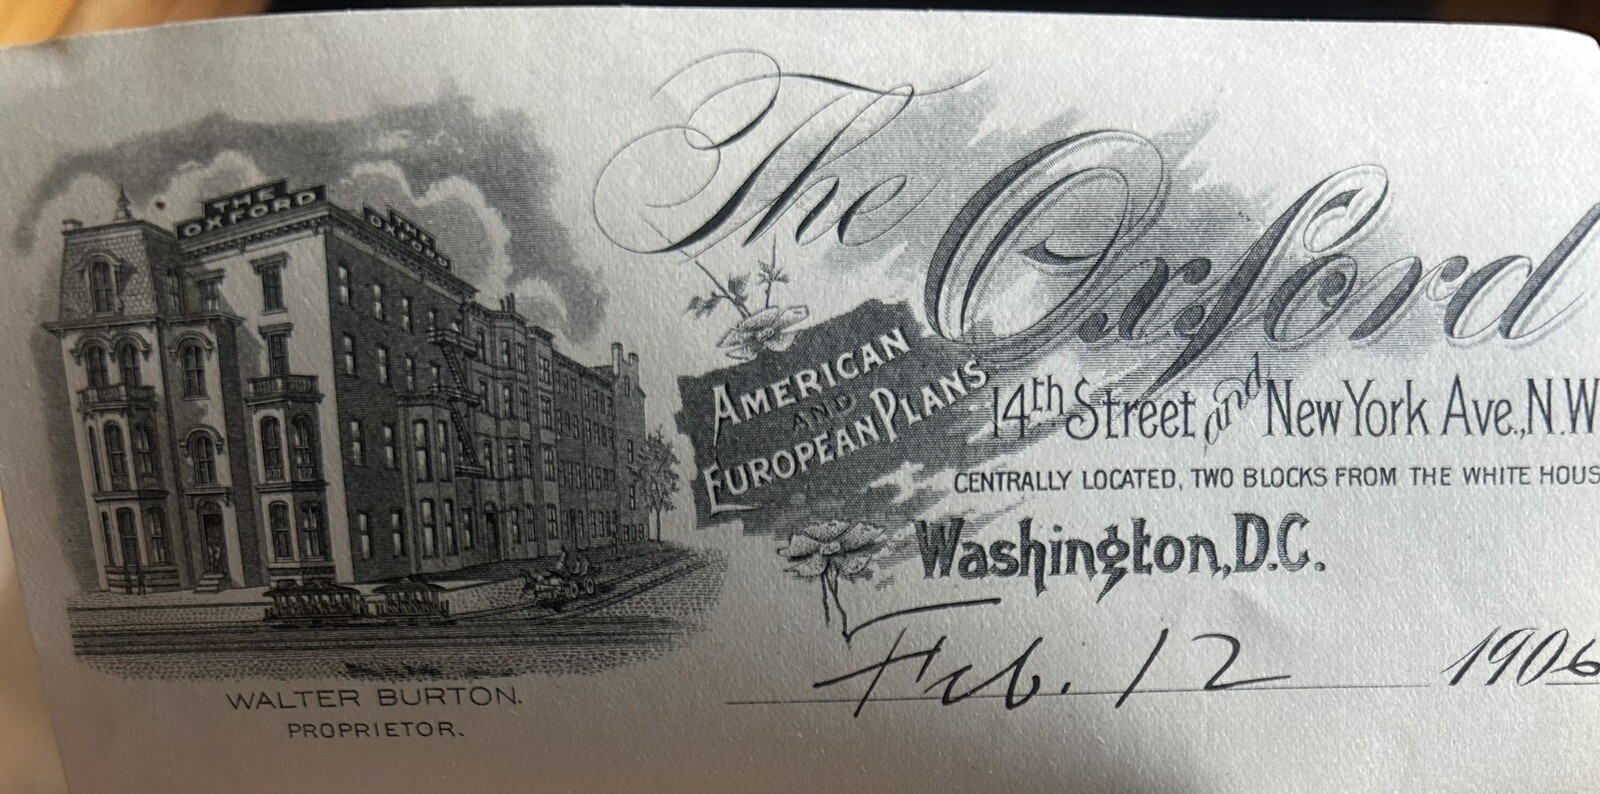 THE
OXFORD
THE
OXFORD
The Oxford
AMERICAN
AND
EUROPEAN PLANS
14th Street and New York Ave., N.W
CENTRALLY LOCATED, TWO BLOCKS FROM THE WHITE HOUS
Washington, D.C.
Feb. 12 1906
WALTER BURTON.
PROPRIETOR.